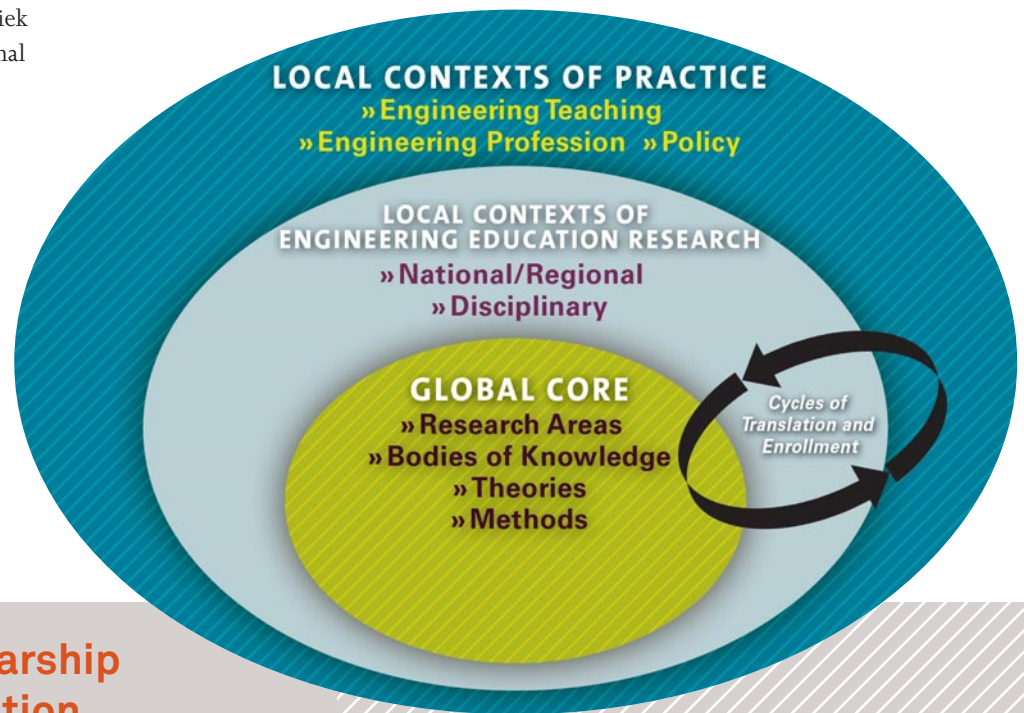 iek
nal
LOCAL CONTEXTS OF PRACTICE
» Engineering Teaching
» Engineering Profession » Policy
LOCAL CONTEXTS OF
ENGINEERING EDUCATION RESEARCH
» National/Regional
» Disciplinary
GLOBAL CORE
» Research Areas
» Bodies of Knowledge
» Theories
» Methods
Cycles of
Translation and
Enrollment
arship
tion